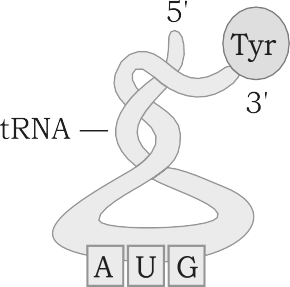 5'
Tyr
3'
tRNA
A U G